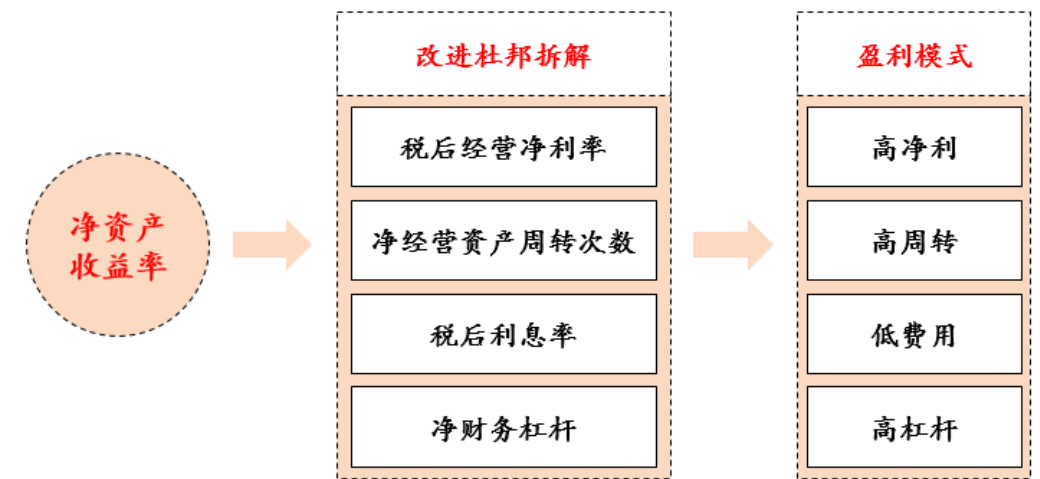 净资产
收益率
改进杜邦拆解
税后经营净利率
净经营资产周转次数
税后利息率
净财务杠杆
盈利模式
高净利
高周转
低费用
高杠杆